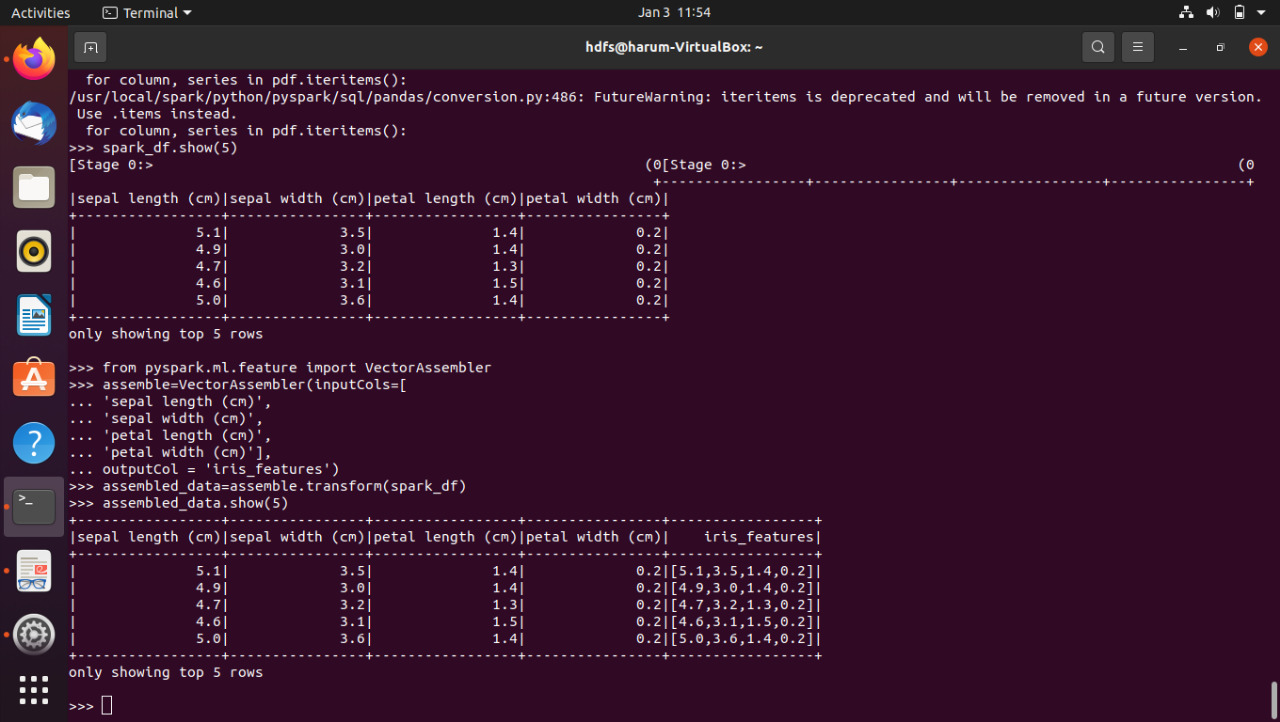 Activities
Terminal
Jan 3 11:54
hdfs@harum-VirtualBox: ~
  for column, series in pdf.iteritems():
/usr/local/spark/python/pyspark/sql/pandas/conversion.py:486: FutureWarning: iteritems is deprecated and will be removed in a future version.
 Use .items instead.
  for column, series in pdf.iteritems():
>>> spark_df.show(5)
[Stage 0:>                                                          (0[Stage 0:>                                                          (0
                                                                     +-----------------+----------------+-----------------+----------------+
|sepal length (cm)|sepal width (cm)|petal length (cm)|petal width (cm)|
+-----------------+----------------+-----------------+----------------+
|              5.1|             3.5|              1.4|             0.2|
|              4.9|             3.0|              1.4|             0.2|
|              4.7|             3.2|              1.3|             0.2|
|              4.6|             3.1|              1.5|             0.2|
|              5.0|             3.6|              1.4|             0.2|
+-----------------+----------------+-----------------+----------------+
only showing top 5 rows
>>> from pyspark.ml.feature import VectorAssembler
>>> assemble=VectorAssembler(inputCols=[
... 'sepal length (cm)',
... 'sepal width (cm)',
... 'petal length (cm)',
... 'petal width (cm)'],
... outputCol = 'iris_features')
>>> assembled_data=assemble.transform(spark_df)
>>> assembled_data.show(5)
+-----------------+----------------+-----------------+----------------+-----------------+
|sepal length (cm)|sepal width (cm)|petal length (cm)|petal width (cm)|    iris_features|
+-----------------+----------------+-----------------+----------------+-----------------+
|              5.1|             3.5|              1.4|             0.2|[5.1,3.5,1.4,0.2]|
|              4.9|             3.0|              1.4|             0.2|[4.9,3.0,1.4,0.2]|
|              4.7|             3.2|              1.3|             0.2|[4.7,3.2,1.3,0.2]|
|              4.6|             3.1|              1.5|             0.2|[4.6,3.1,1.5,0.2]|
|              5.0|             3.6|              1.4|             0.2|[5.0,3.6,1.4,0.2]|
+-----------------+----------------+-----------------+----------------+-----------------+
only showing top 5 rows
>>>